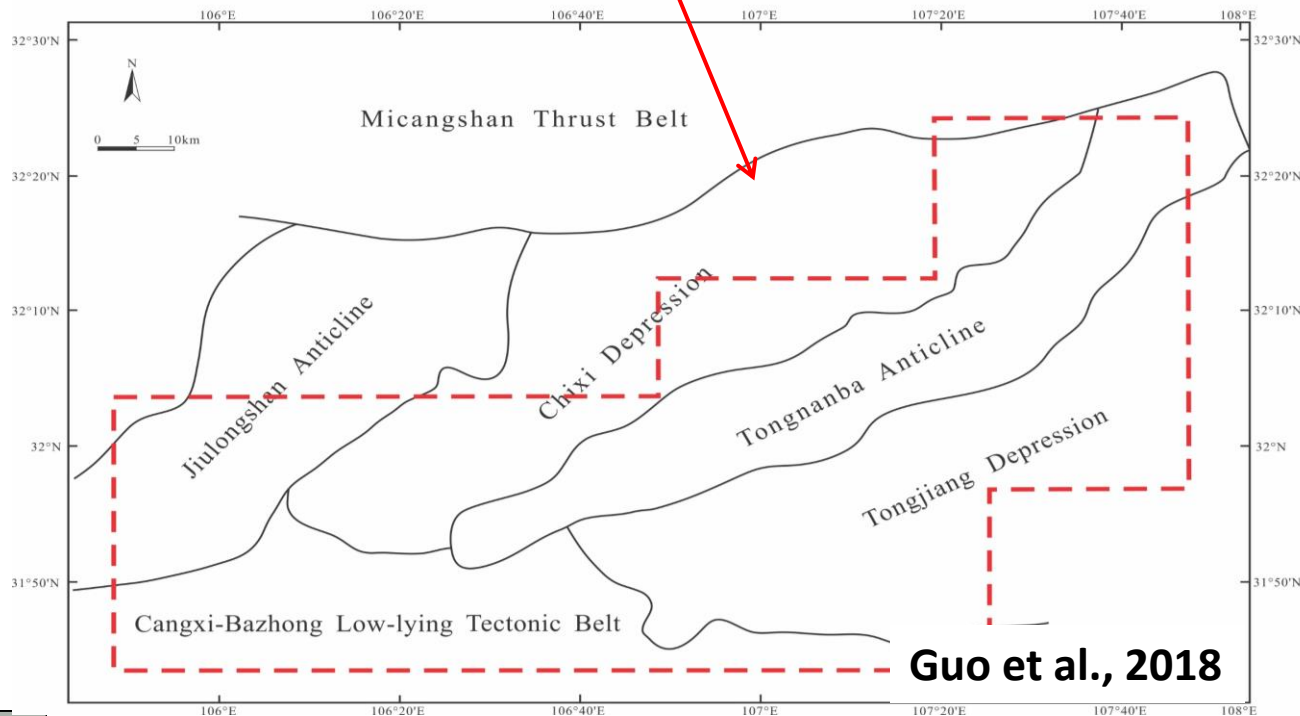 106°E 106°20'E 106°40'E 107°E 107°20'E 107°40'E 108°E
32°30'N 32°30'N
N
Micangshan Thrust Belt
0 5 10km
32°20'N 32°20'N
Jiulongshan Anticline
Chixi Depression
32°10'N 32°10'N
Tongnanba Anticline
32°N 32°N
Tongjiang Depression
31°50'N 31°50'N
Cangxi-Bazhong Low-lying Tectonic Belt
Guo et al., 2018
106°E 106°20'E 106°40'E 107°E 107°20'E 107°40'E 108°E